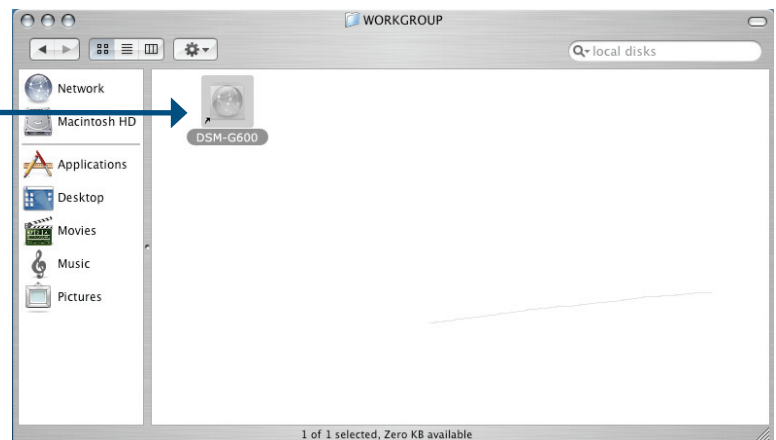 WORKGROUP
local disks
Network
Macintosh HD
Applications
Desktop
Movies
Music
Pictures
DSM-G600
1 of 1 selected, Zero KB available